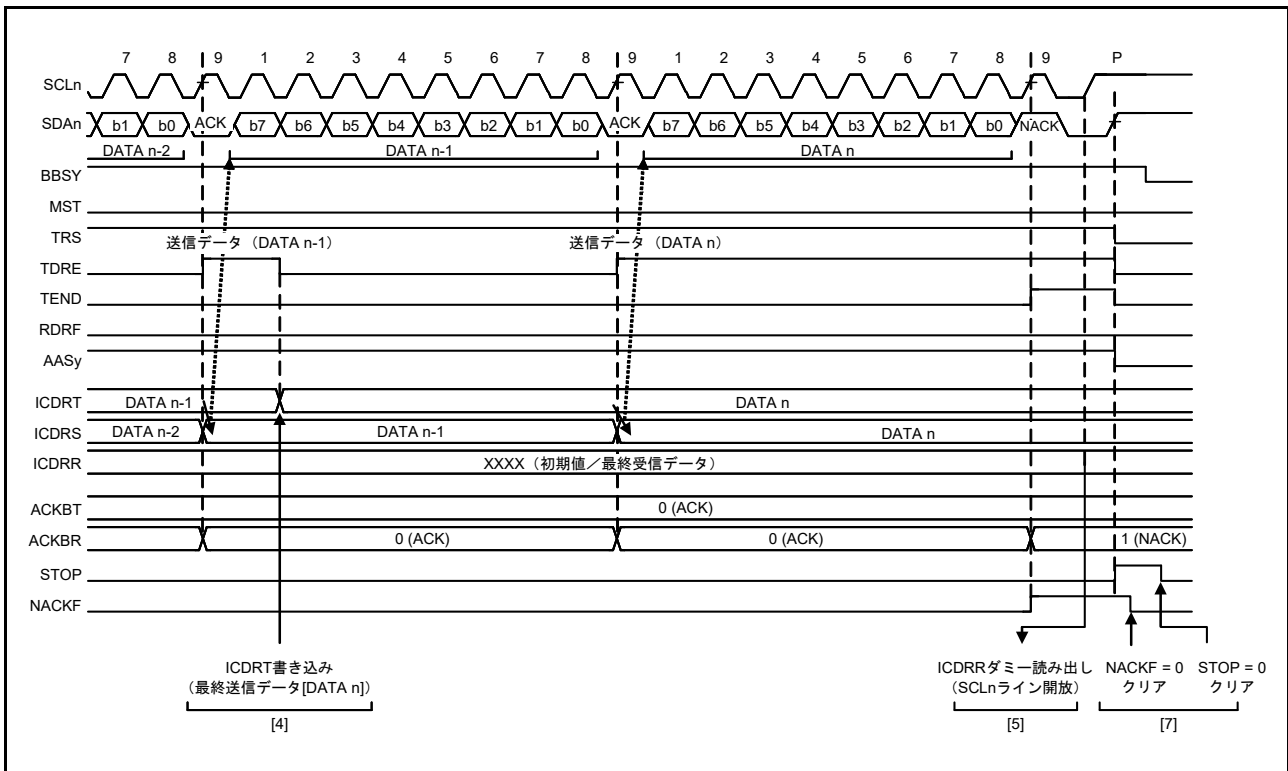 7 8 9 1 2 3 4 5 6 7 8 9 1 2 3 4 5 6 7 8 9 P
SCLn
SDAn b1 b0 ACK b7 b6 b5 b4 b3 b2 b1 b0 ACK b7 b6 b5 b4 b3 b2 b1 b0 NACK
DATA n-2 DATA n-1 DATA n
BBSY
MST
TRS
送信データ(DATA n-1) 送信データ(DATA n)
TDRE
TEND
RDRF
AASy
ICDRT DATA n-1 DATA n
ICDRS DATA n-2 DATA n-1 DATA n
ICDRR XXXX(初期値/最終受信データ)
ACKBT 0 (ACK)
ACKBR 0 (ACK) 0 (ACK) 1 (NACK)
STOP
NACKF
ICDRT書き込み
(最終送信データ[DATA n])
[4]
ICDRRダミー読み出し
(SCLnライン開放)
[5]
NACKF = 0
クリア
STOP = 0
クリア
[7]